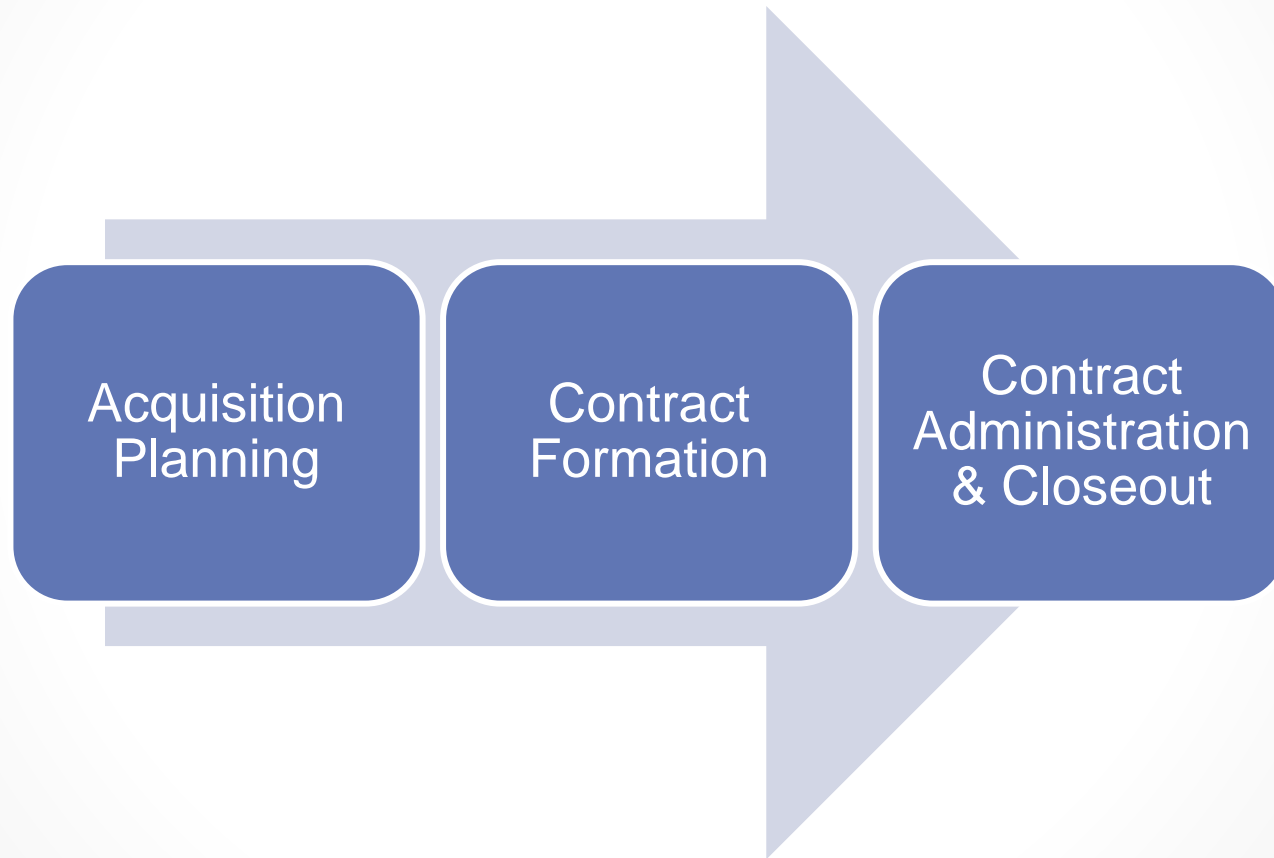 Acquisition
Planning
Contract
Formation
Contract
Administration
& Closeout